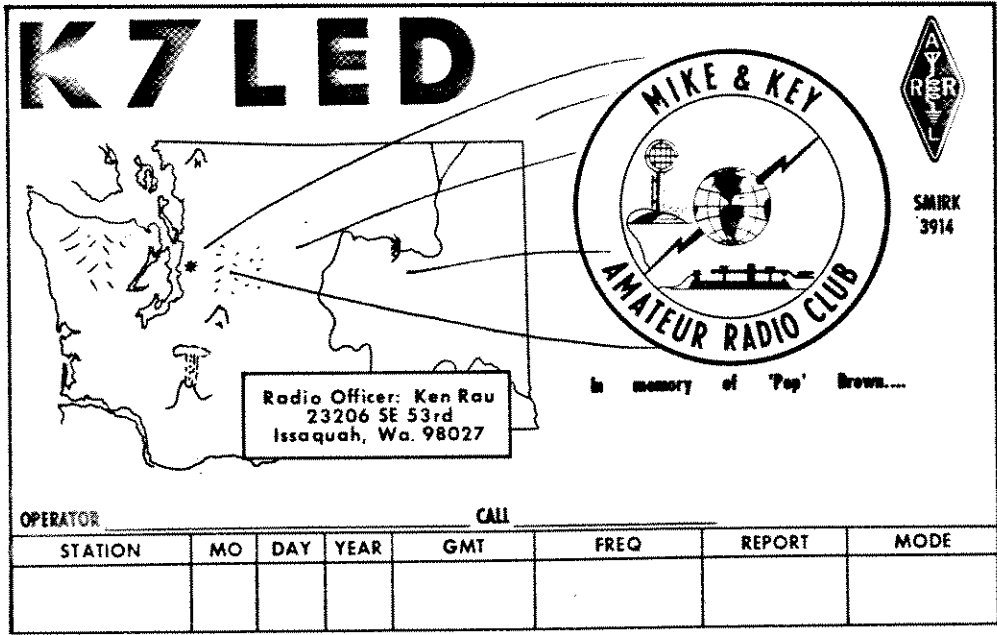 K7LED
MIKE & KEY
AMATEUR RADIO CLUB
ARRL
SMIRK
3914
in memory of 'Pop' Brown....
Radio Officer: Ken Rau
23206 SE 53rd
Issaquah, Wa. 98027
OPERATOR CALL
STATION MO DAY YEAR GMT FREQ REPORT MODE